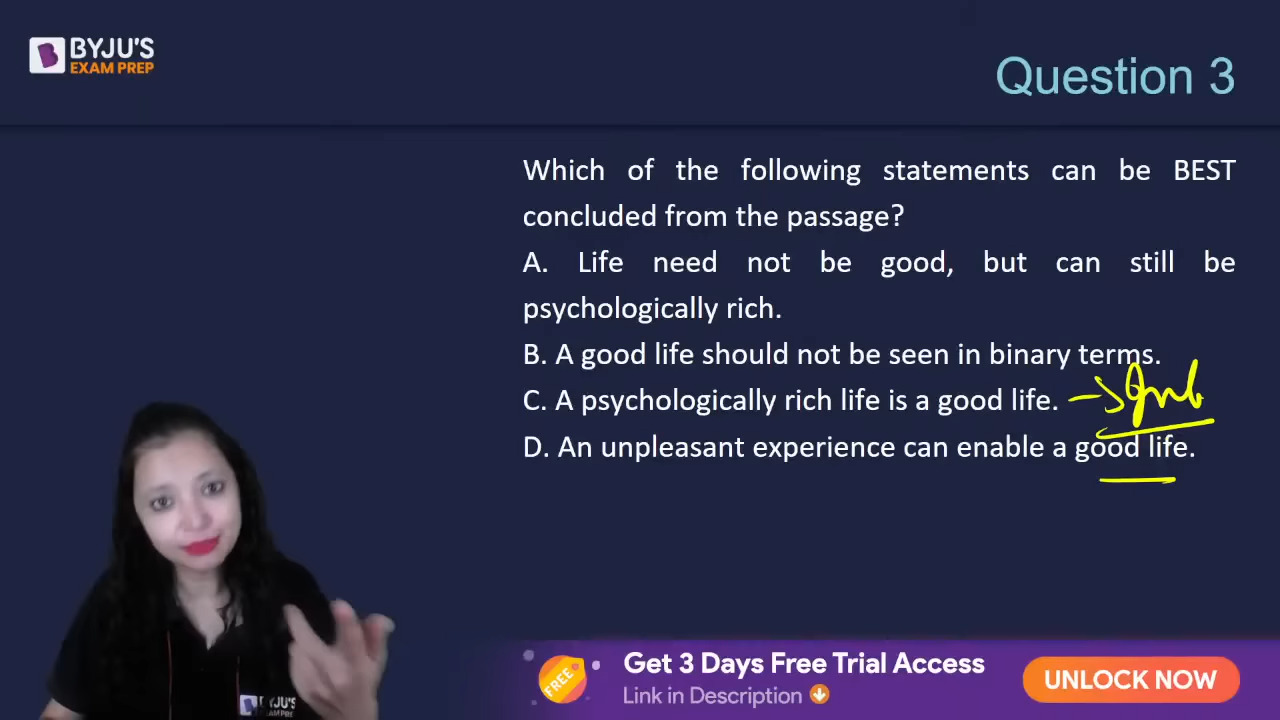 BYJU'S
EXAM PREP
Question 3
Which of the following statements can be BEST
concluded from the passage?
A. Life need not be good, but can still be
psychologically rich.
B. A good life should not be seen in binary terms.
C. A psychologically rich life is a good life.
D. An unpleasant experience can enable a good life.
BYJU'S
EXAM PREP
FREE
Get 3 Days Free Trial Access
Link in Description
UNLOCK NOW